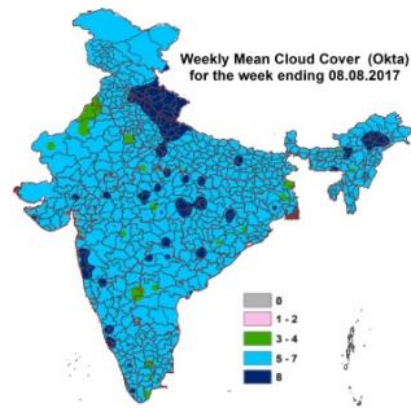 Weekly Mean Cloud Cover (Okta)
for the week ending 08.08.2017
0
1 - 2
3 - 4
5 - 7
8